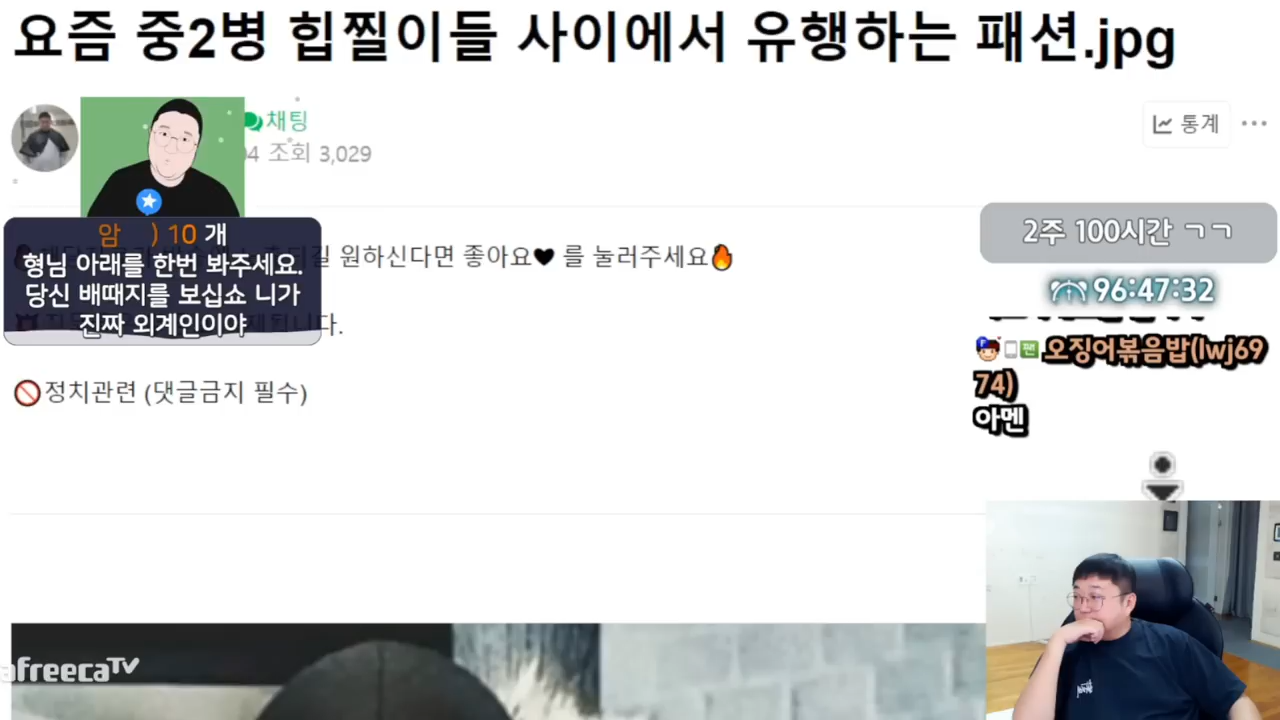 요즘 중2병 힙찔이들 사이에서 유행하는 패션.jpg
채팅
조회 3,029
통계
암 ) 10 개
형님 아래를 한번 봐주세요.
당신 배때지를 보십쇼 니가
진짜 외계인이야
원하신다면 좋아요🖤 를 눌러주세요🔥
🚫정치관련 (댓글금지 필수)
2주 100시간 ㄱㄱ
96:47:32
팬 오징어볶음밥(lwj69
74)
아멘
afreecaTV